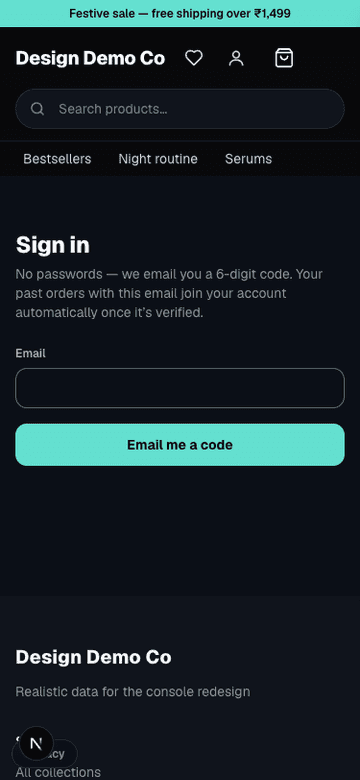 Festive sale — free shipping over ₹1,499
Design Demo Co
Search products…
Bestsellers Night routine Serums
Sign in
No passwords — we email you a 6-digit code. Your
past orders with this email join your account
automatically once it’s verified.
Email
Email me a code
Design Demo Co
Realistic data for the console redesign
N
All collections